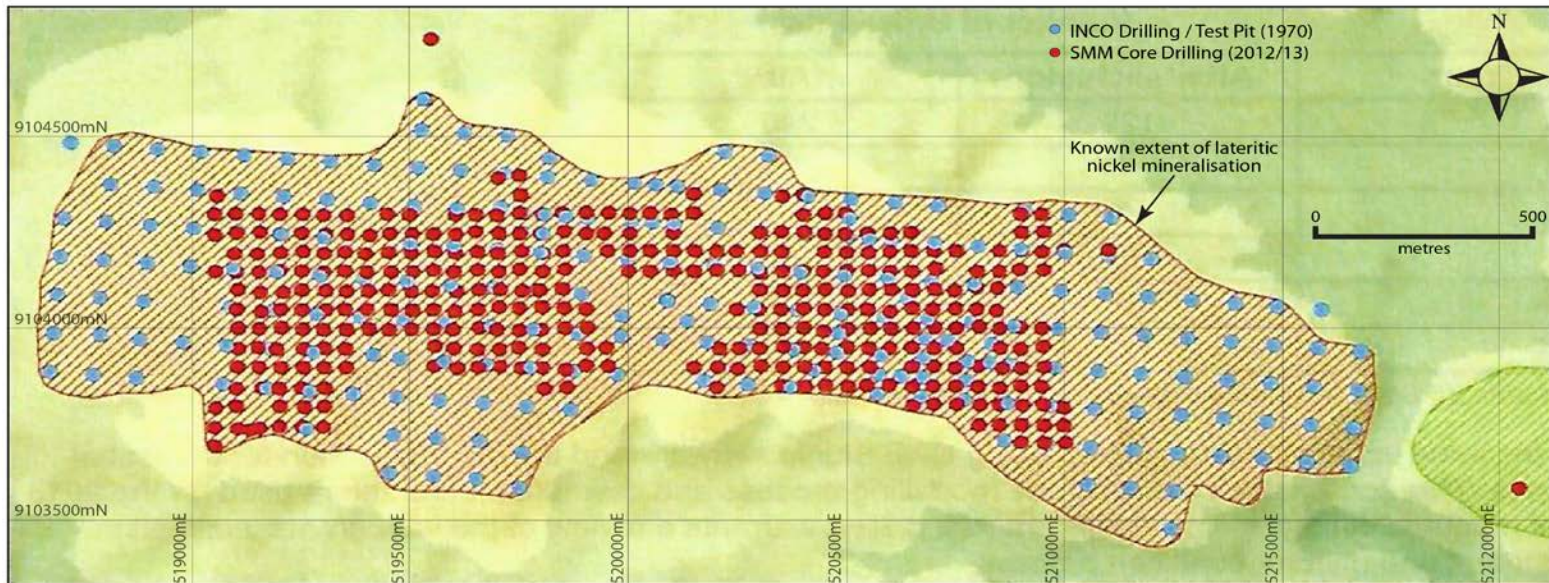 INCO Drilling / Test Pit (1970)
SMM Core Drilling (2012/13)
N
9104500mN
Known extent of lateritic
nickel mineralisation
0 500
metres
9104000mN
9103500mN
519000mE
519500mE
520000mE
520500mE
521000mE
521500mE
5212000mE